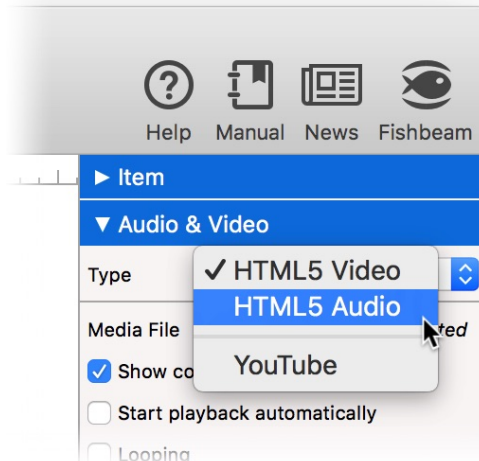 Help Manual News Fishbeam
▶ Item
▼ Audio & Video
Type
✓ HTML5 Video
HTML5 Audio
YouTube
Media File
Show co
Start playback automatically
Looping